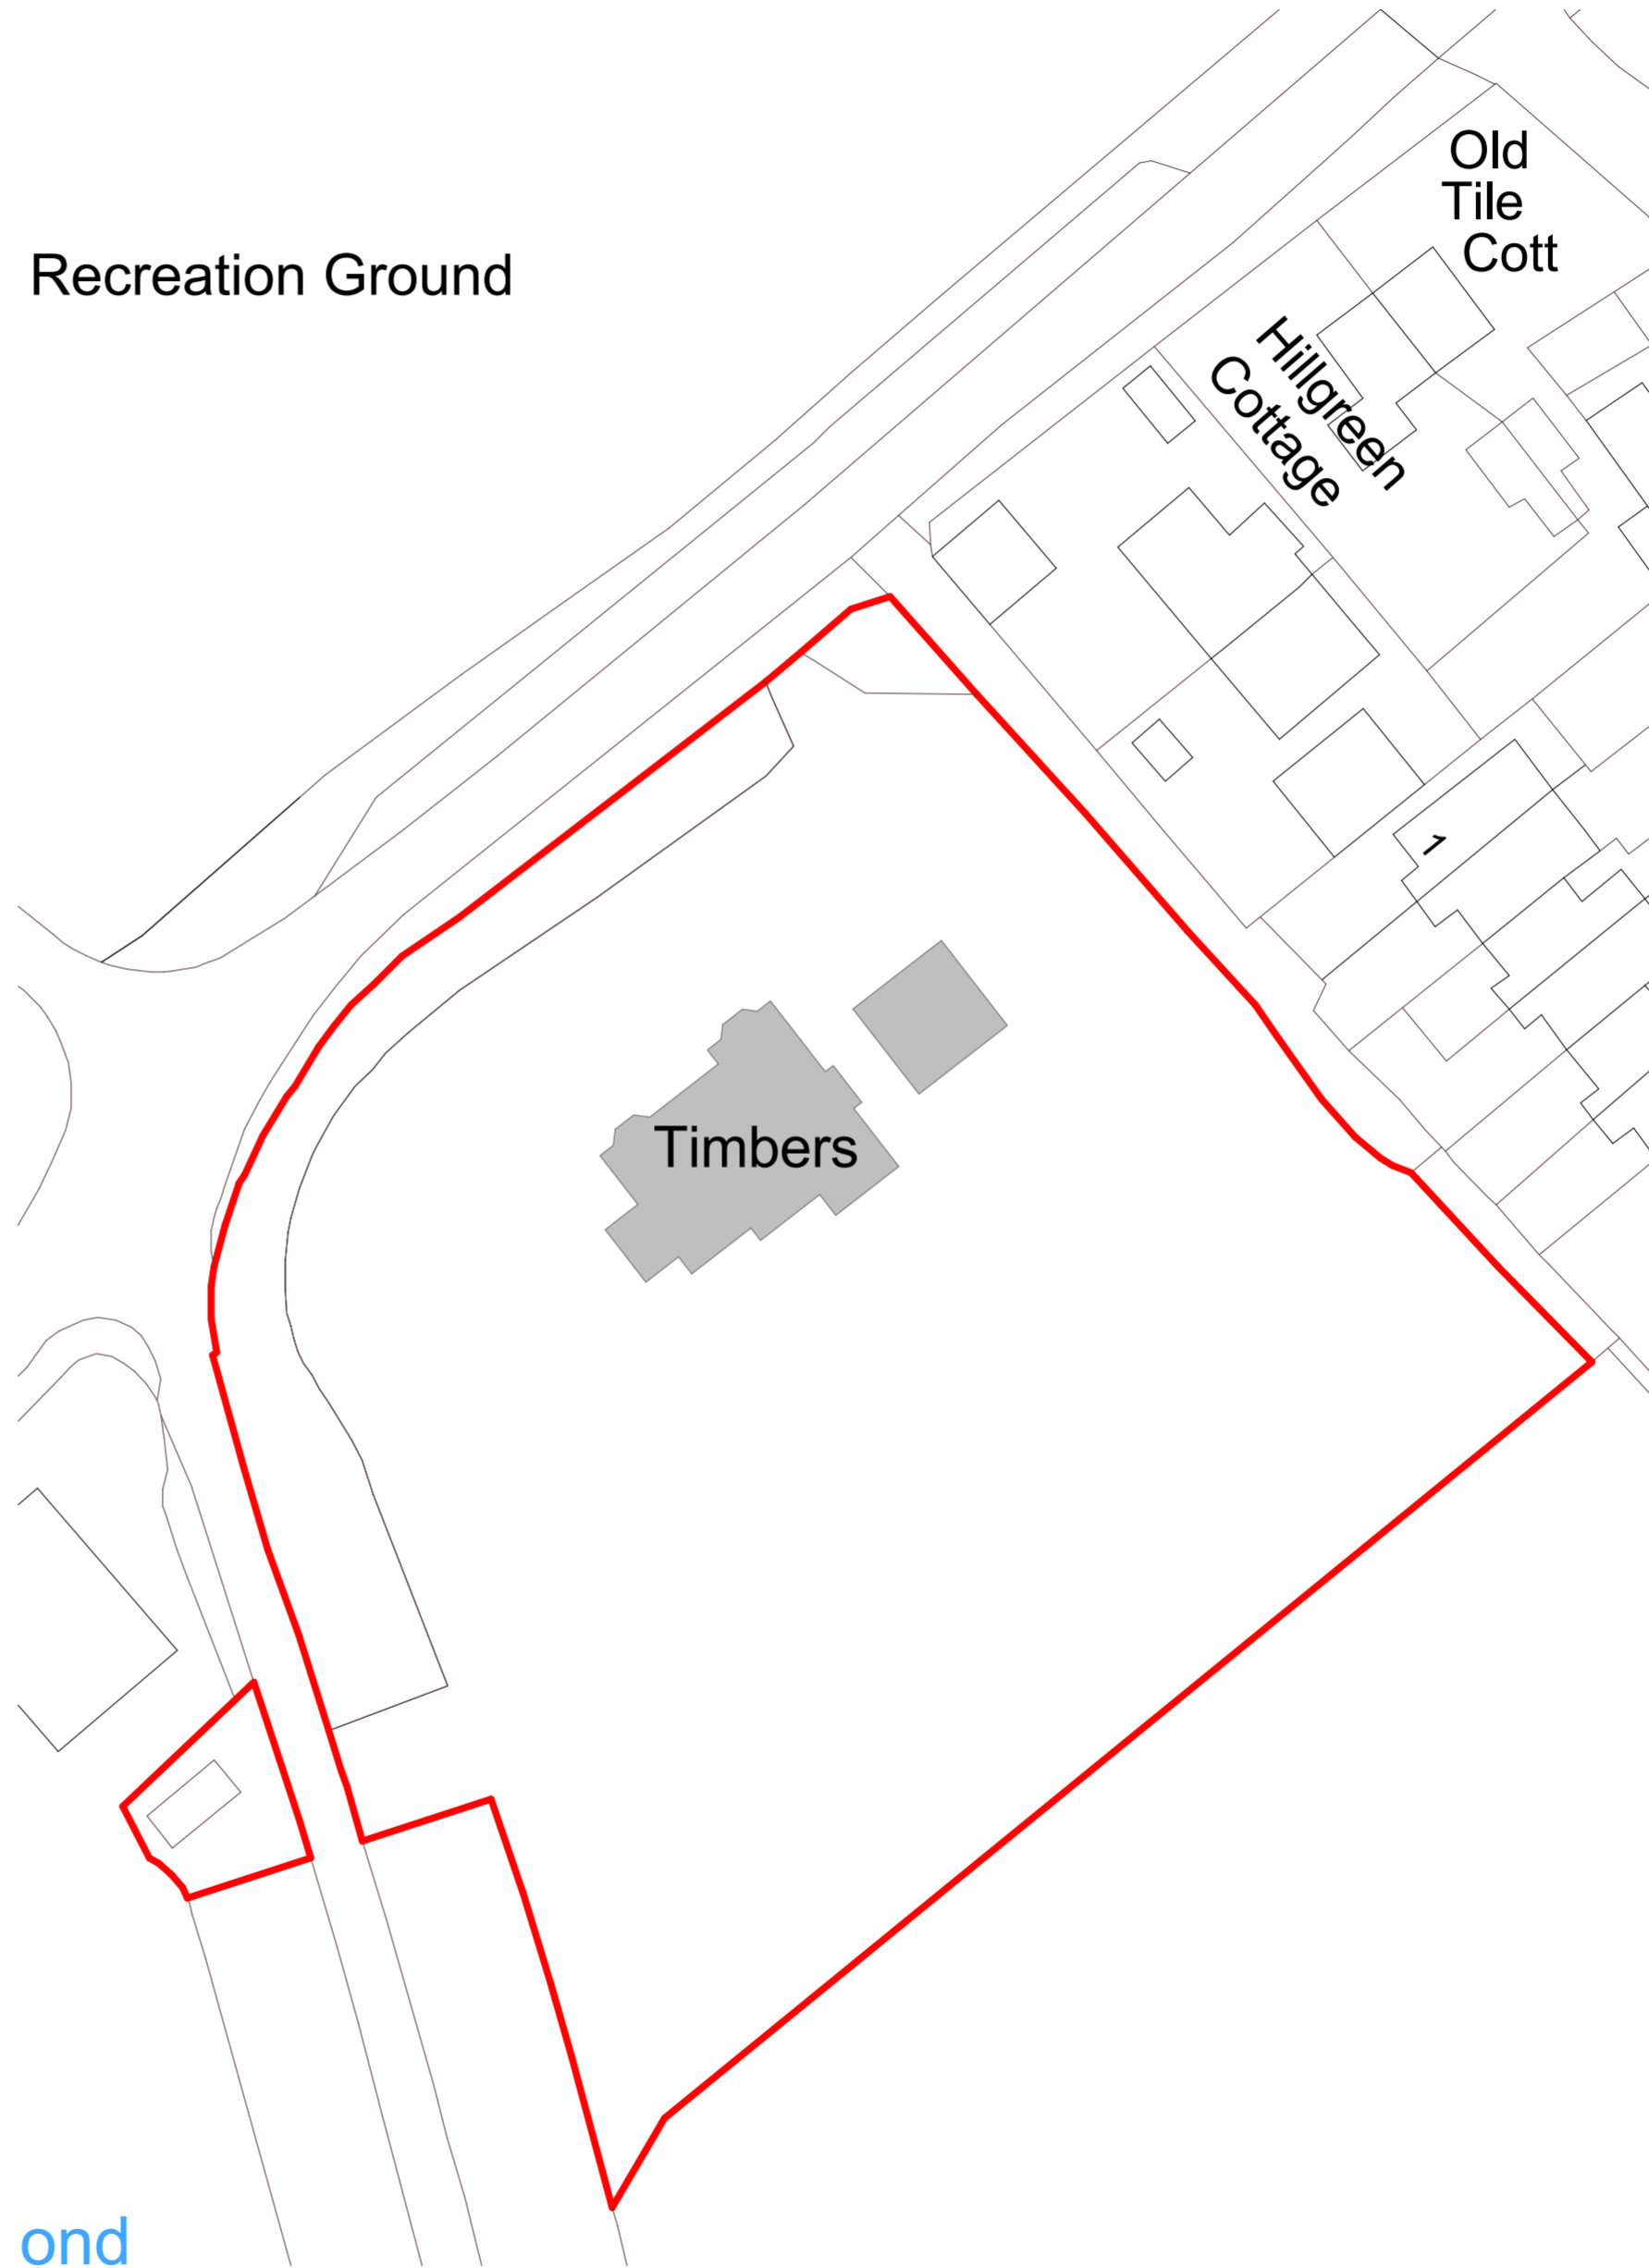 Old
Tile
Cott
Recreation Ground
Hillgreen
Cottage
1
Timbers
ond